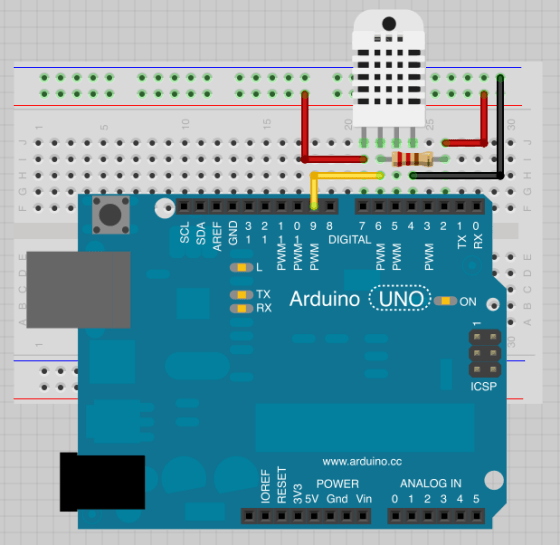 1 10 15 20 25 30
J
I
H
G
F
SCL
SDA
AREF
GND
13
12
PWM 11
PWM 10
PWM 9
8
7
PWM 6
PWM 5
4
PWM 3
2
TX 1
RX 0
DIGITAL
L
TX
RX
Arduino UNO
ON
E
D
C
B
A
1
30
1
ICSP
www.arduino.cc
POWER
ANALOG IN
IOREF
RESET
3V3
5V Gnd Vin
0 1 2 3 4 5